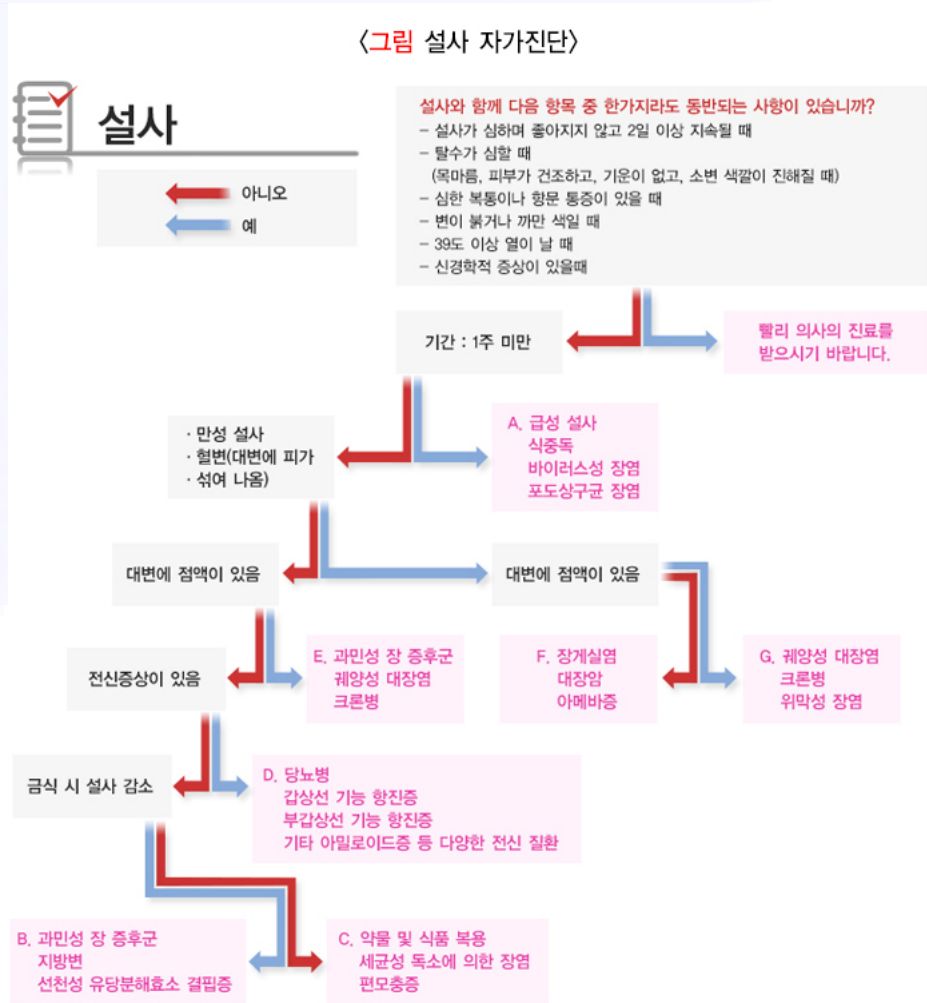 〈그림 설사 자가진단〉
설사
아니오
예
설사와 함께 다음 항목 중 한가지라도 동반되는 사항이 있습니까?
- 설사가 심하며 좋아지지 않고 2일 이상 지속될 때
- 탈수가 심할 때
(목마름, 피부가 건조하고, 기운이 없고, 소변 색깔이 진해질 때)
- 심한 복통이나 항문 통증이 있을 때
- 변이 붉거나 까만 색일 때
- 39도 이상 열이 날 때
- 신경학적 증상이 있을때
기간 : 1주 미만
빨리 의사의 진료를
받으시기 바랍니다.
· 만성 설사
· 혈변(대변에 피가
· 섞여 나옴)
A. 급성 설사
식중독
바이러스성 장염
포도상구균 장염
대변에 점액이 있음
대변에 점액이 있음
전신증상이 있음
E. 과민성 장 증후군
궤양성 대장염
크론병
F. 장게실염
대장암
아메바증
G. 궤양성 대장염
크론병
위막성 장염
금식 시 설사 감소
D. 당뇨병
갑상선 기능 항진증
부갑상선 기능 항진증
기타 아밀로이드증 등 다양한 전신 질환
B. 과민성 장 증후군
지방변
선천성 유당분해효소 결핍증
C. 약물 및 식품 복용
세균성 독소에 의한 장염
편모충증